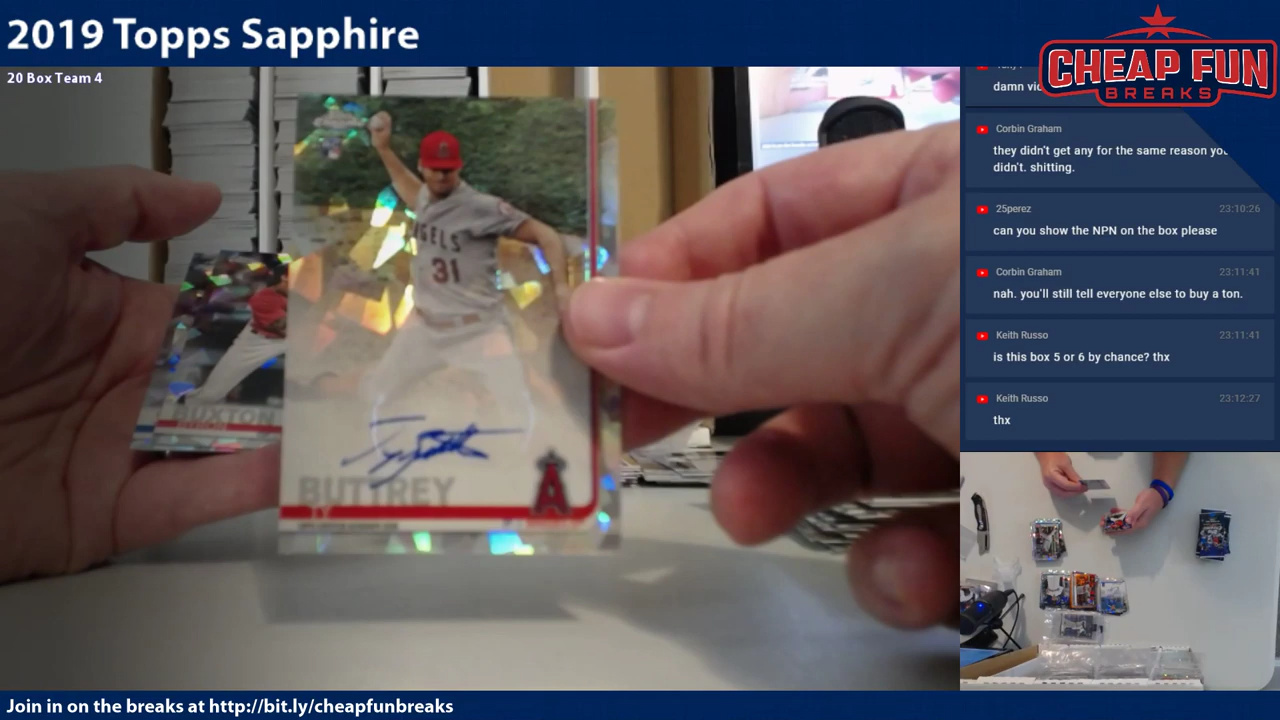 2019 Topps Sapphire
20 Box Team 4
CHEAP FUN
BREAKS
damn
Corbin Graham
they didn't get any for the same reason
didn't. shitting.
25perez 23:10:26
can you show the NPN on the box please
Corbin Graham 23:11:41
nah. you'll still tell everyone else to buy a ton.
Keith Russo 23:11:41
is this box 5 or 6 by chance? thx
Keith Russo 23:12:27
thx
ANGELS
31
BUXTON
BYRON
BUTTREY
TY
A
Join in on the breaks at http://bit.ly/cheapfunbreaks